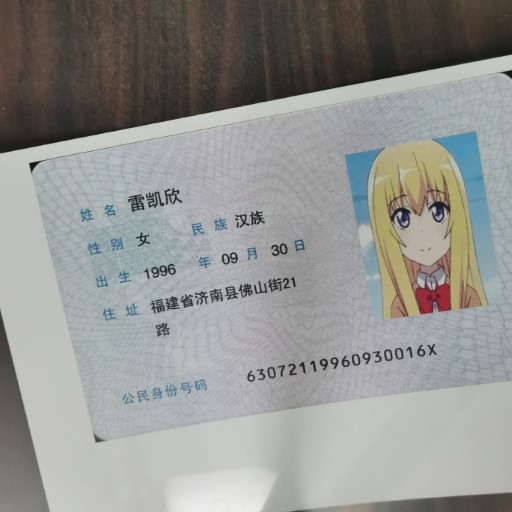 姓名 雷凯欣
性别 女 民族 汉族
出生 1996 年 09 月 30 日
住址 福建省济南县佛山街21
路
公民身份号码 63072119960930016X